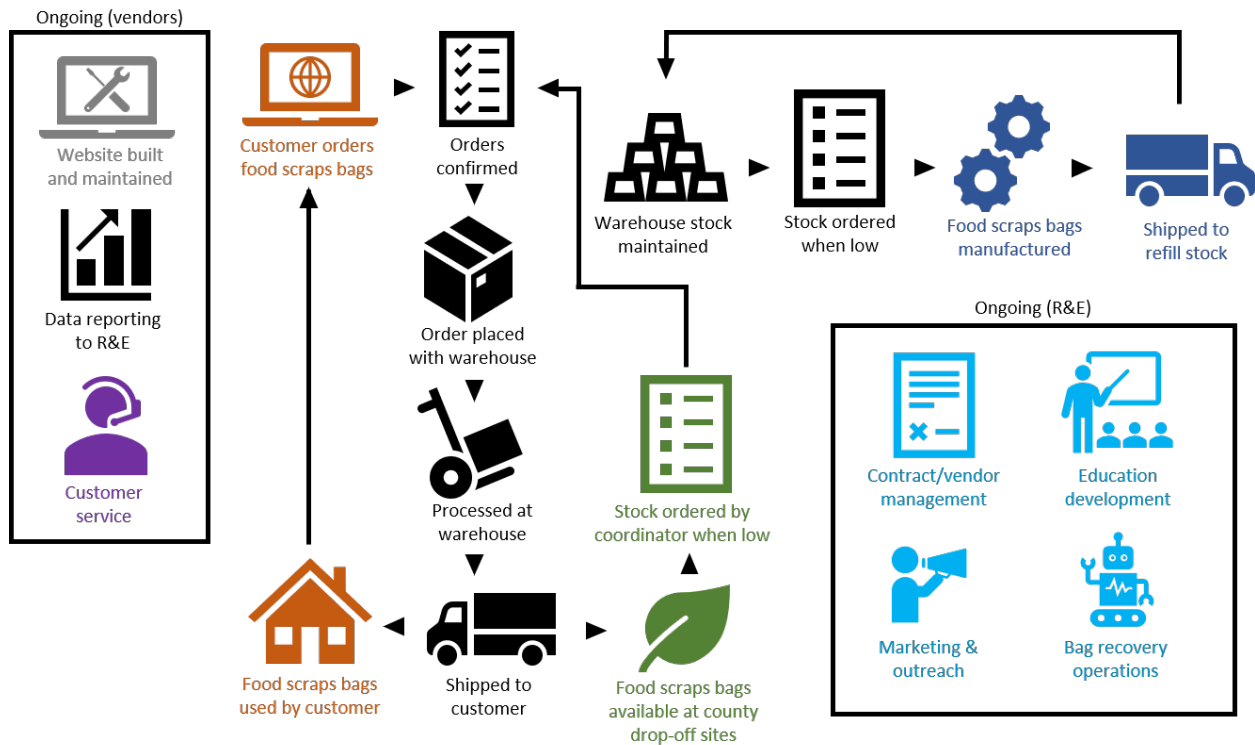 Ongoing (vendors)
Website built
and maintained
Data reporting
to R&E
Customer
service
Customer orders
food scraps bags
Orders
confirmed
Order placed
with warehouse
Processed at
warehouse
Shipped to
customer
Food scraps bags
used by customer
Food scraps bags
available at county
drop-off sites
Stock ordered by
coordinator when low
Warehouse stock
maintained
Stock ordered
when low
Food scraps bags
manufactured
Shipped to
refill stock
Ongoing (R&E)
Contract/vendor
management
Education
development
Marketing &
outreach
Bag recovery
operations